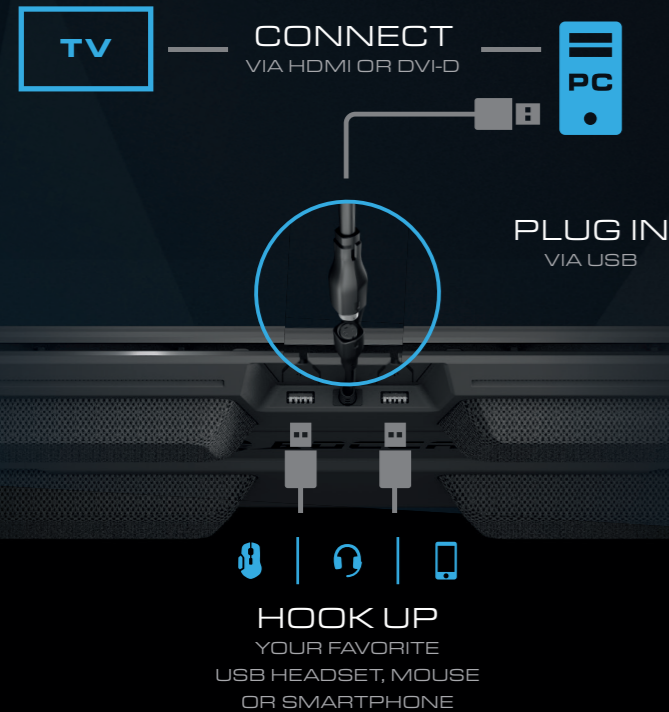 TV
CONNECT
VIA HDMI OR DVI-D
PC
PLUG IN
VIA USB
HOOK UP
YOUR FAVORITE
USB HEADSET, MOUSE
OR SMARTPHONE